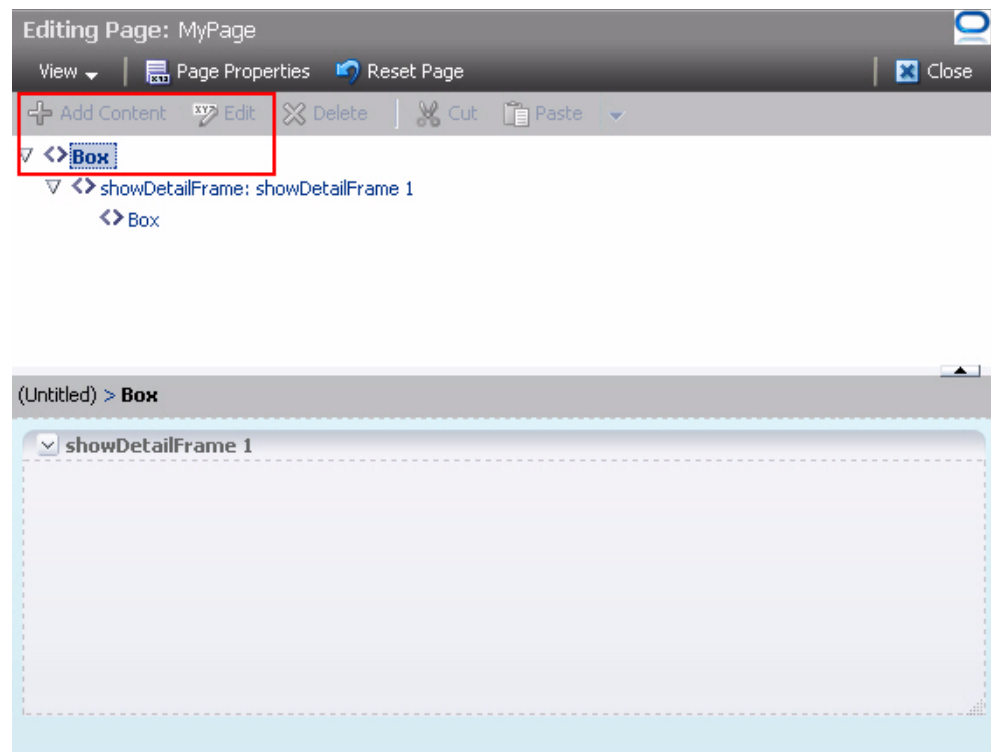 Editing Page: MyPage
View Page Properties Reset Page Close
Add Content Edit Delete Cut Paste
<> Box
<> showDetailFrame: showDetailFrame 1
<> Box
(Untitled) > Box
showDetailFrame 1